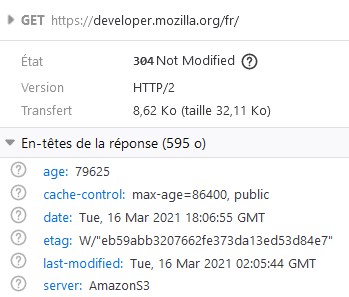 GET https://developer.mozilla.org/fr/
État 304 Not Modified ?
Version HTTP/2
Transfert 8,62 Ko (taille 32,11 Ko)
En-têtes de la réponse (595 o)
? age: 79625
? cache-control: max-age=86400, public
? date: Tue, 16 Mar 2021 18:06:55 GMT
? etag: W/"eb59abb3207662fe373da13ed53d84e7"
? last-modified: Tue, 16 Mar 2021 02:05:44 GMT
? server: AmazonS3